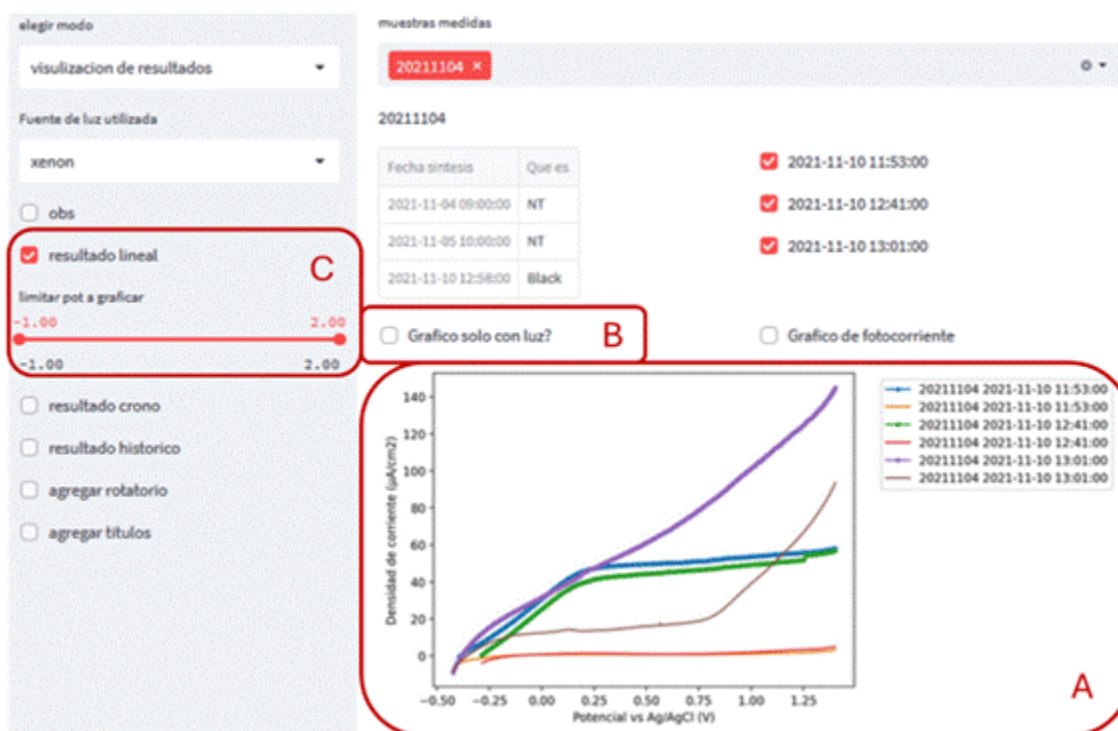 elegir modo
visulizacion de resultados
Fuente de luz utilizada
xenon
obs
resultado lineal
C
limitar pot a graficar
-1.00 2.00
-1.00 2.00
resultado crono
resultado historico
agregar rotatorio
agregar títulos
muestras medidas
20211104 ×
20211104
Fecha sintesis Que es
2021-11-04 09:00:00 NT
2021-11-05 10:00:00 NT
2021-11-10 12:58:00 Black
2021-11-10 11:53:00
2021-11-10 12:41:00
2021-11-10 13:01:00
Grafico solo con luz? B
Grafico de fotocorriente
140
120
100
80
60
40
20
0
Densidad de corriente (µA/cm2)
−0.50 −0.25 0.00 0.25 0.50 0.75 1.00 1.25
Potencial vs Ag/AgCl (V)
20211104 2021-11-10 11:53:00
20211104 2021-11-10 11:53:00
20211104 2021-11-10 12:41:00
20211104 2021-11-10 12:41:00
20211104 2021-11-10 13:01:00
20211104 2021-11-10 13:01:00
A